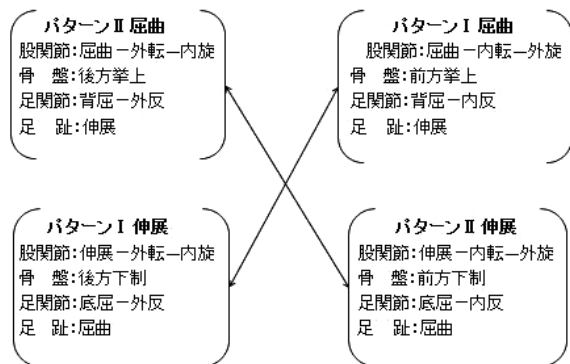 パターンⅡ 屈曲
股関節:屈曲－外転―内旋
骨　盤:後方挙上
足関節:背屈－外反
足　趾:伸展
パターンⅠ 屈曲
股関節:屈曲－内転―外旋
骨　盤:前方挙上
足関節:背屈－内反
足　趾:伸展
パターンⅠ 伸展
股関節:伸展－外転―内旋
骨　盤:後方下制
足関節:底屈－外反
足　趾:屈曲
パターンⅡ 伸展
股関節:伸展－内転―外旋
骨　盤:前方下制
足関節:底屈－内反
足　趾:屈曲